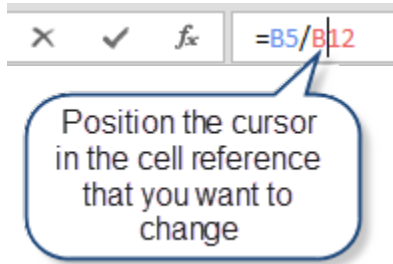 fx =B5/B12
Position the cursor
in the cell reference
that you want to
change